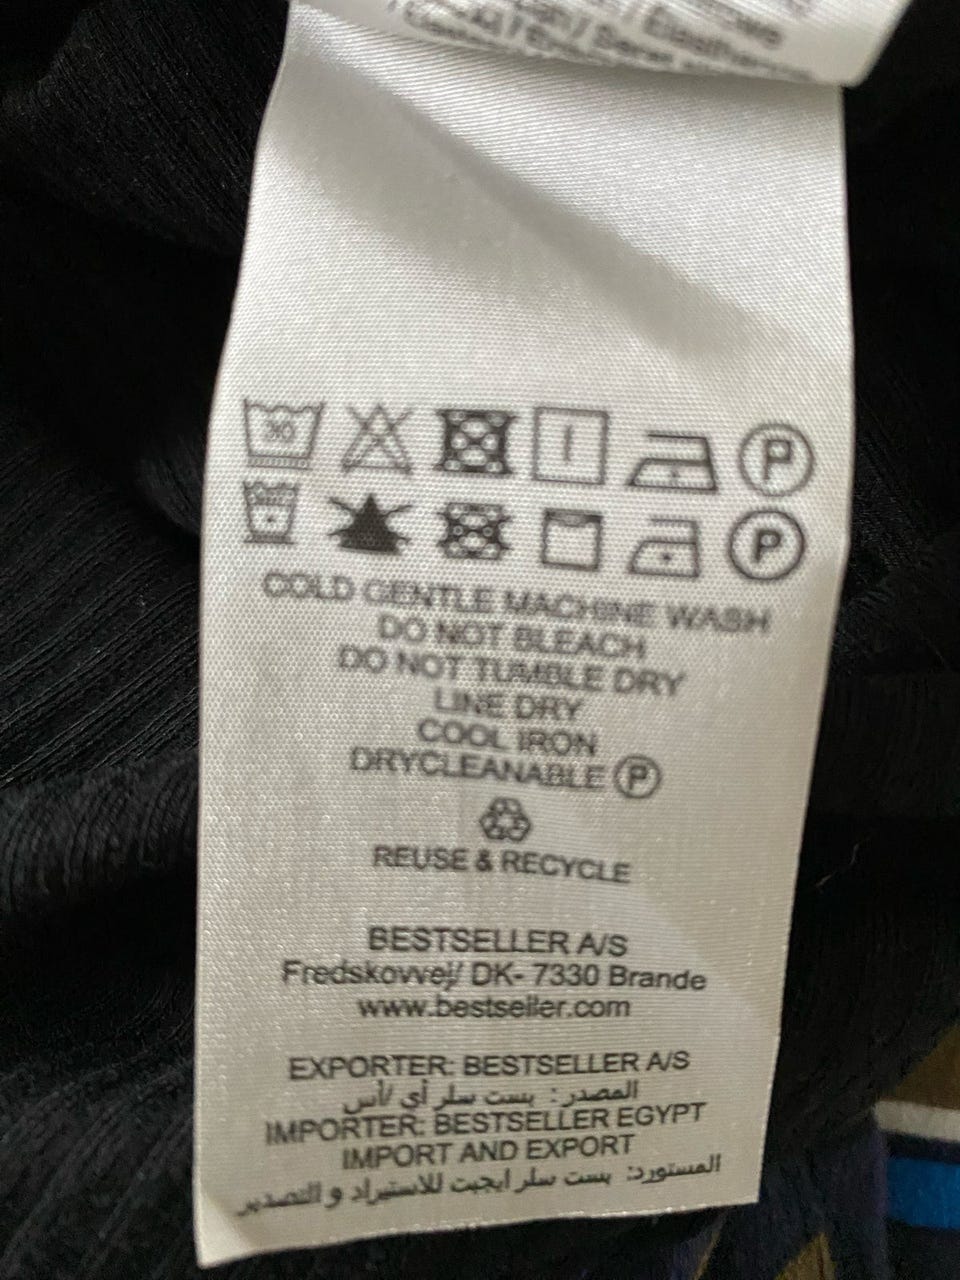 30
P
P
COLD GENTLE MACHINE WASH
DO NOT BLEACH
DO NOT TUMBLE DRY
LINE DRY
COOL IRON
DRYCLEANABLE P
REUSE & RECYCLE
BESTSELLER A/S
Fredskovvej/ DK- 7330 Brande
www.bestseller.com
EXPORTER: BESTSELLER A/S
المصدر: بست سلر أي /أس
IMPORTER: BESTSELLER EGYPT
IMPORT AND EXPORT
المستورد: بست سلر ايجبت للاستيراد و التصدير